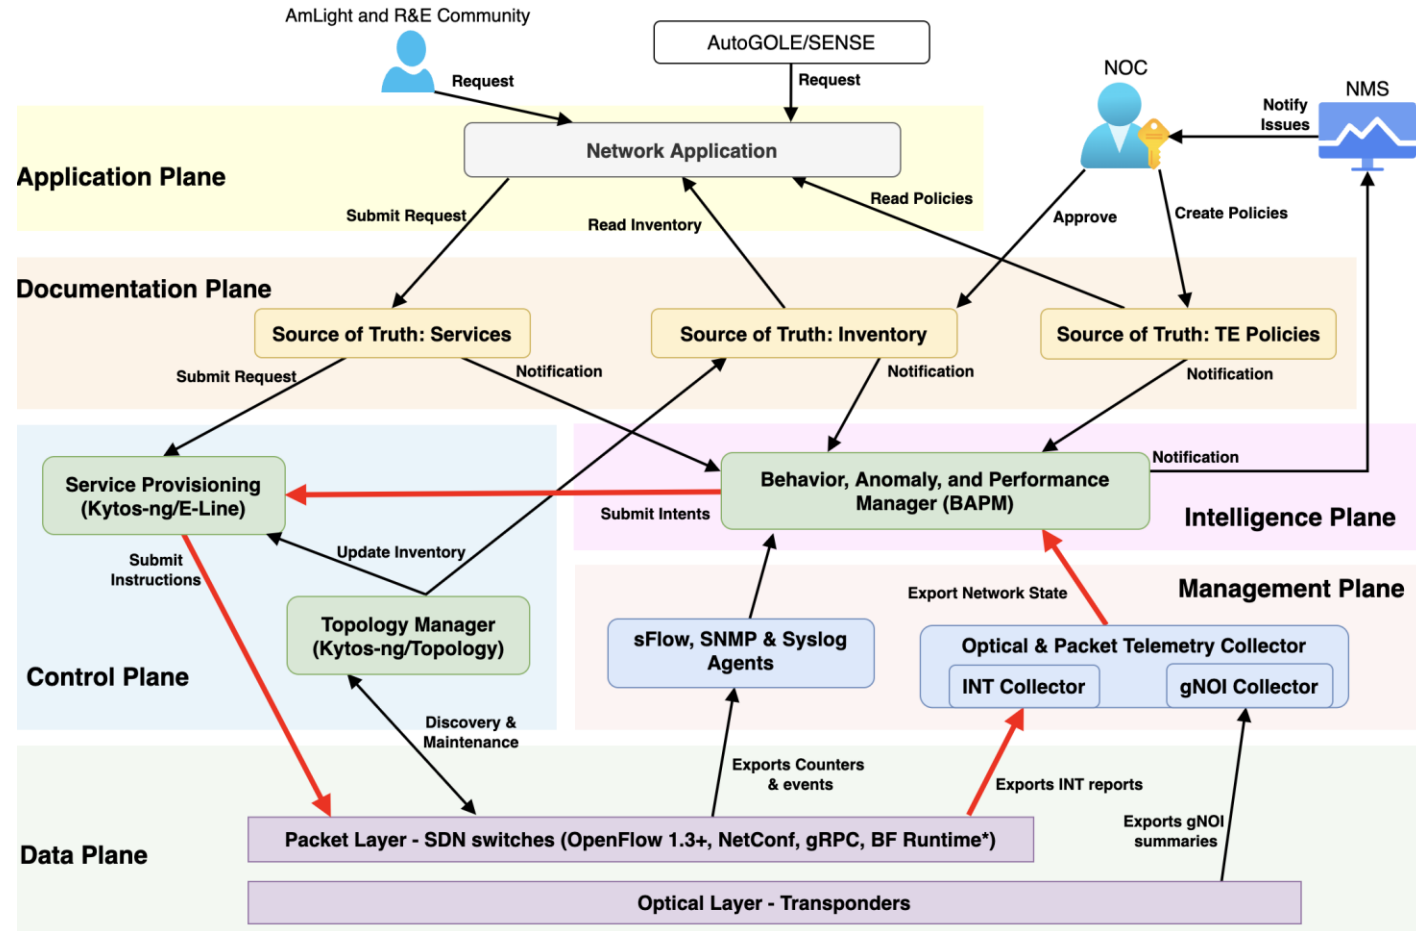 AmLight and R&E Community
AutoGOLE/SENSE
Request
Request
NOC
NMS
Notify
Issues
Network Application
Application Plane
Submit Request
Read Inventory
Read Policies
Approve
Create Policies
Documentation Plane
Source of Truth: Services
Source of Truth: Inventory
Source of Truth: TE Policies
Submit Request
Notification
Notification
Notification
Service Provisioning
(Kytos-ng/E-Line)
Behavior, Anomaly, and Performance
Manager (BAPM)
Notification
Submit Intents
Intelligence Plane
Update Inventory
Submit
Instructions
Topology Manager
(Kytos-ng/Topology)
Control Plane
Export Network State
Management Plane
sFlow, SNMP & Syslog
Agents
Optical & Packet Telemetry Collector
INT Collector
gNOI Collector
Discovery &
Maintenance
Exports Counters
& events
Exports INT reports
Exports gNOI
summaries
Data Plane
Packet Layer - SDN switches (OpenFlow 1.3+, NetConf, gRPC, BF Runtime*)
Optical Layer - Transponders